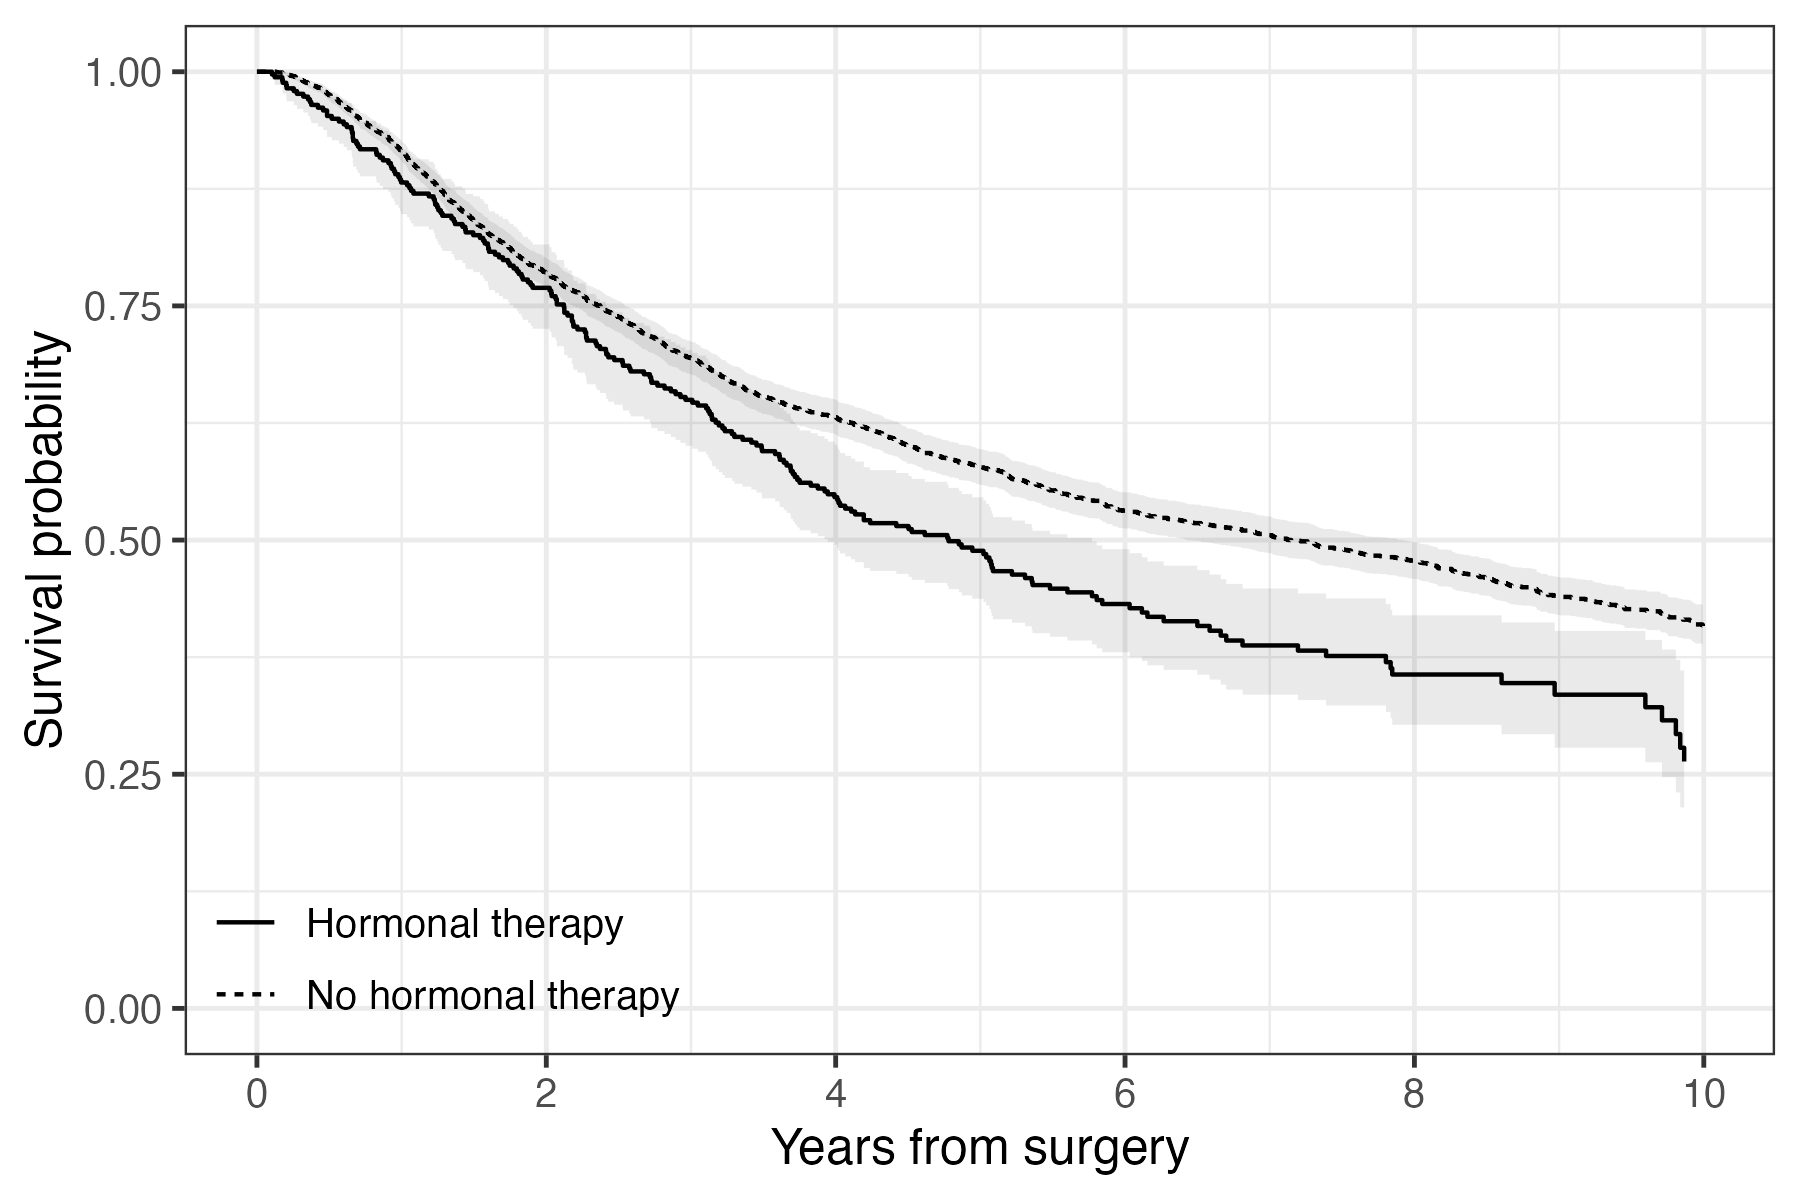 1.00
0.75
0.50
0.25
0.00
Survival probability
Hormonal therapy
No hormonal therapy
0 2 4 6 8 10
Years from surgery